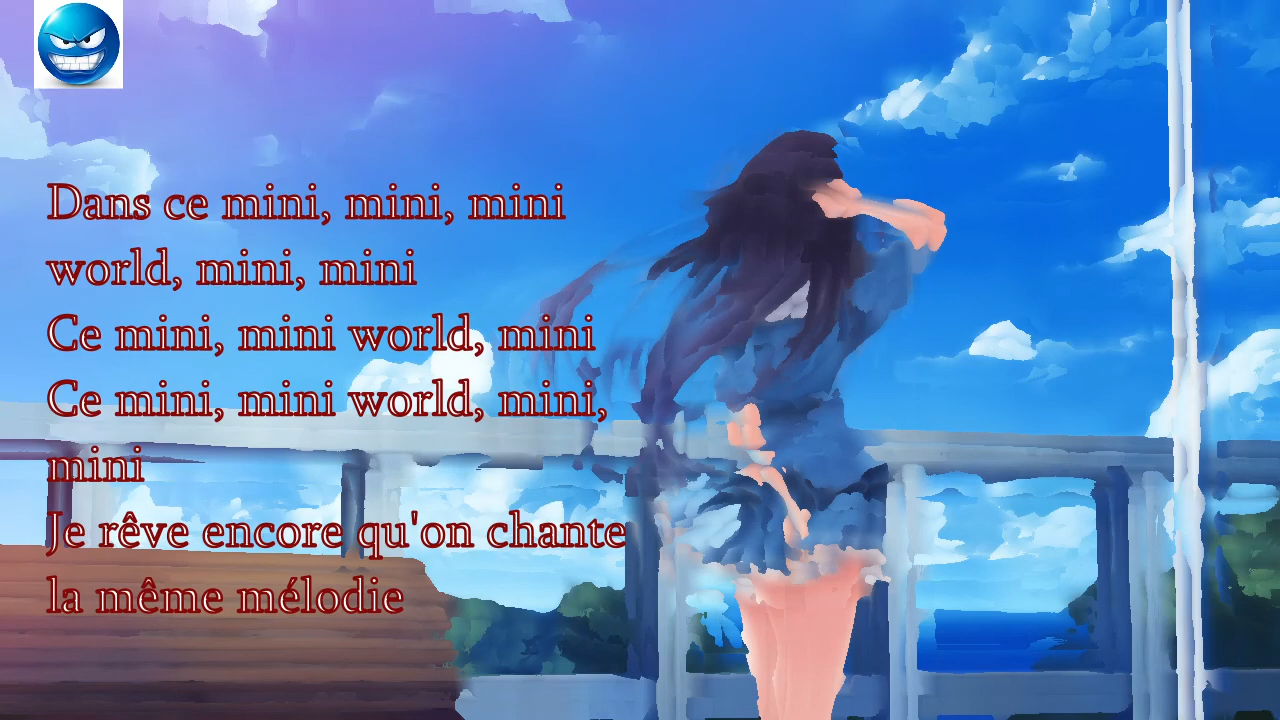 Dans ce mini, mini, mini
world, mini, mini
Ce mini, mini world, mini
Ce mini, mini world, mini,
mini
Je rêve encore qu'on chante
la même mélodie